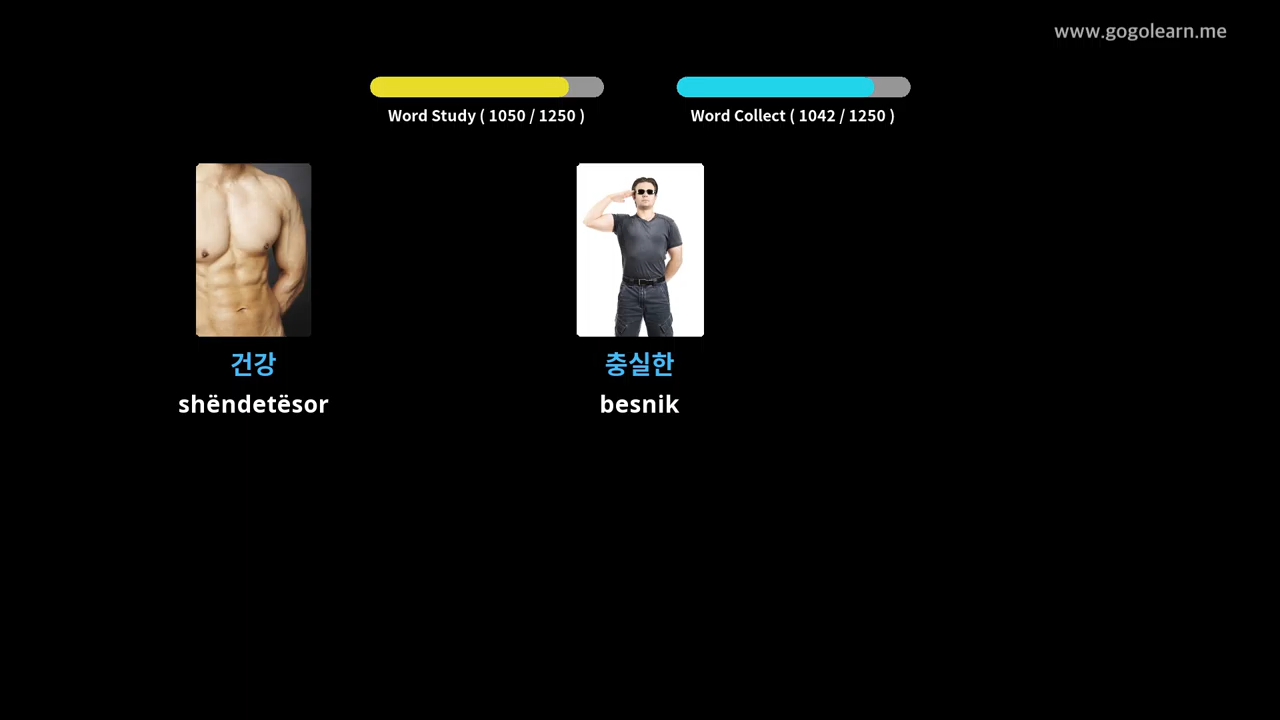 www.gogolearn.me
Word Study ( 1050 / 1250 )
Word Collect ( 1042 / 1250 )
건강
shëndetësor
충실한
besnik